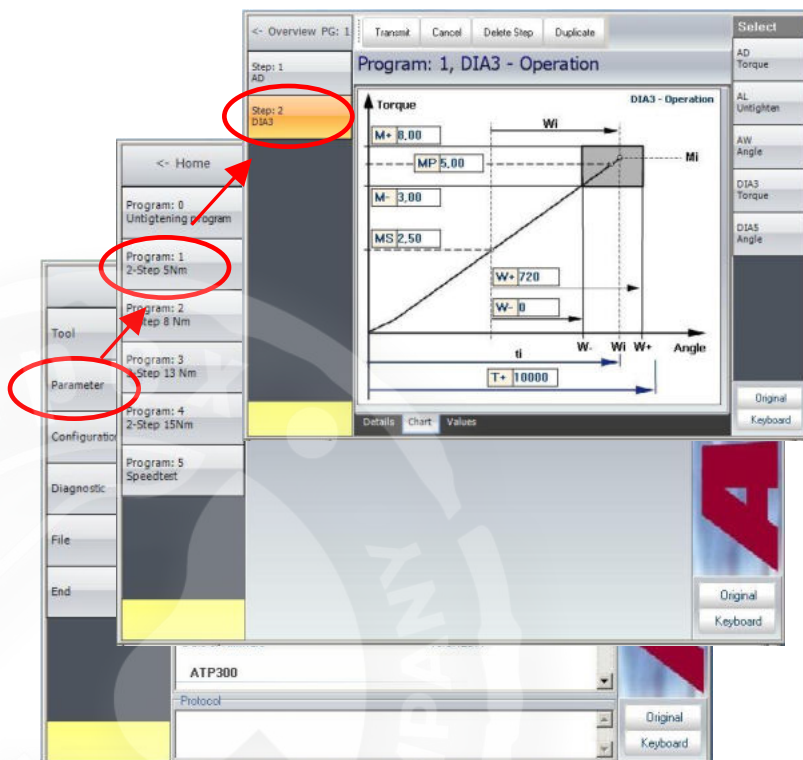 <- Overview PG: 1
Step: 1
AD
Step: 2
DIA3
Transmit
Cancel
Delete Step
Duplicate
Program: 1, DIA3 - Operation
Torque
DIA3 - Operation
M+ 8,00
Wi
MP 5,00
Mi
M- 3,00
MS 2,50
W+ 720
W- 0
W- Wi W+ Angle
ti
T+ 10000
Details Chart Values
Select
AD
Torque
AL
Untighten
AW
Angle
DIA3
Torque
DIA5
Angle
Original
Keyboard
<- Home
Program: 0
Untigtening program
Program: 1
2-Step 5Nm
Program: 2
Step 8 Nm
Program: 3
-Step 13 Nm
Program: 4
2-Step 15Nm
Program: 5
Speedtest
Original
Keyboard
Tool
Parameter
Configuratio
Diagnostic
File
End
ATP300
Protocol
Original
Keyboard